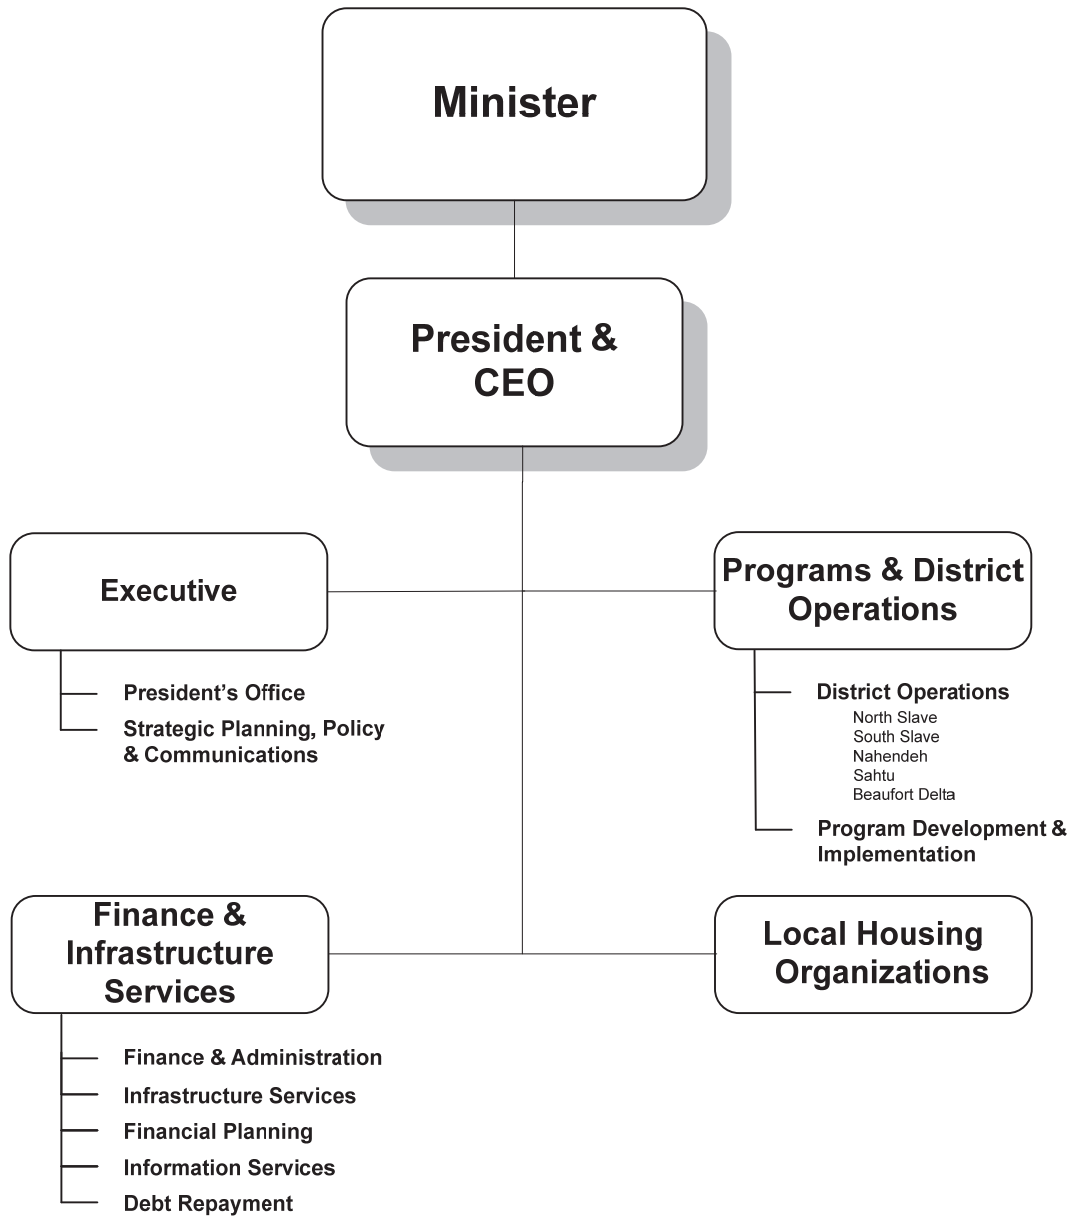 Minister
President &
CEO
Executive
President’s Office
Strategic Planning, Policy
& Communications
Programs & District
Operations
District Operations
North Slave
South Slave
Nahendeh
Sahtu
Beaufort Delta
Program Development &
Implementation
Finance &
Infrastructure
Services
Finance & Administration
Infrastructure Services
Financial Planning
Information Services
Debt Repayment
Local Housing
Organizations